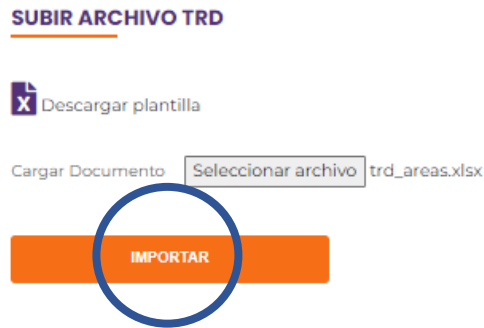 SUBIR ARCHIVO TRD
X Descargar plantilla
Cargar Documento Seleccionar archivo trd_areas.xlsx
IMPORTAR